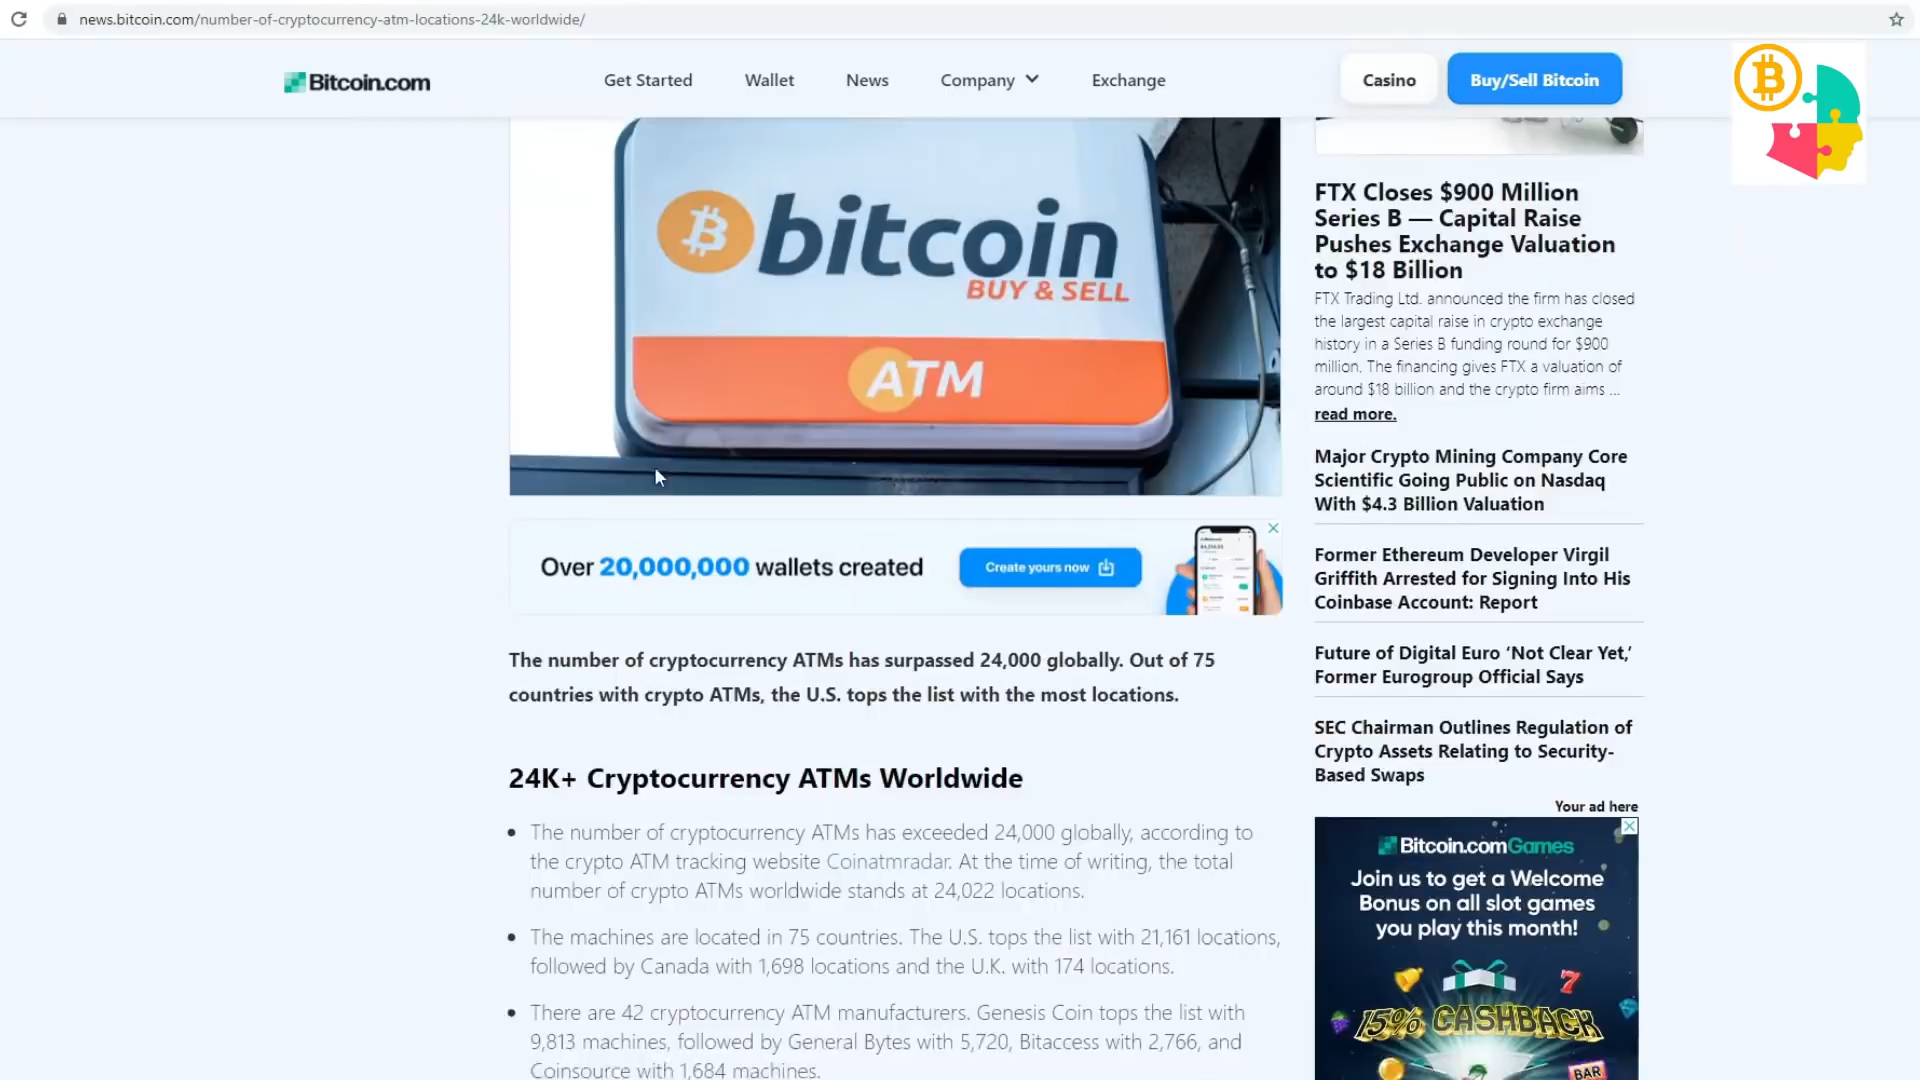 news.bitcoin.com/number-of-cryptocurrency-atm-locations-24k-worldwide/
Bitcoin.com
Get Started
Wallet
News
Company
Exchange
Casino
Buy/Sell Bitcoin
bitcoin
BUY & SELL
ATM
Over 20,000,000 wallets created
Create yours now
The number of cryptocurrency ATMs has surpassed 24,000 globally. Out of 75
countries with crypto ATMs, the U.S. tops the list with the most locations.
24K+ Cryptocurrency ATMs Worldwide
• The number of cryptocurrency ATMs has exceeded 24,000 globally, according to
the crypto ATM tracking website Coinatmradar. At the time of writing, the total
number of crypto ATMs worldwide stands at 24,022 locations.
• The machines are located in 75 countries. The U.S. tops the list with 21,161 locations,
followed by Canada with 1,698 locations and the U.K. with 174 locations.
• There are 42 cryptocurrency ATM manufacturers. Genesis Coin tops the list with
9,813 machines, followed by General Bytes with 5,720, Bitaccess with 2,766, and
Coinsource with 1,684 machines.
FTX Closes $900 Million
Series B — Capital Raise
Pushes Exchange Valuation
to $18 Billion
FTX Trading Ltd. announced the firm has closed
the largest capital raise in crypto exchange
history in a Series B funding round for $900
million. The financing gives FTX a valuation of
around $18 billion and the crypto firm aims ...
read more.
Major Crypto Mining Company Core
Scientific Going Public on Nasdaq
With $4.3 Billion Valuation
Former Ethereum Developer Virgil
Griffith Arrested for Signing Into His
Coinbase Account: Report
Future of Digital Euro ‘Not Clear Yet,’
Former Eurogroup Official Says
SEC Chairman Outlines Regulation of
Crypto Assets Relating to Security-
Based Swaps
Your ad here
Bitcoin.comGames
Join us to get a Welcome
Bonus on all slot games
you play this month!
7
15% CASHBACK
BAR